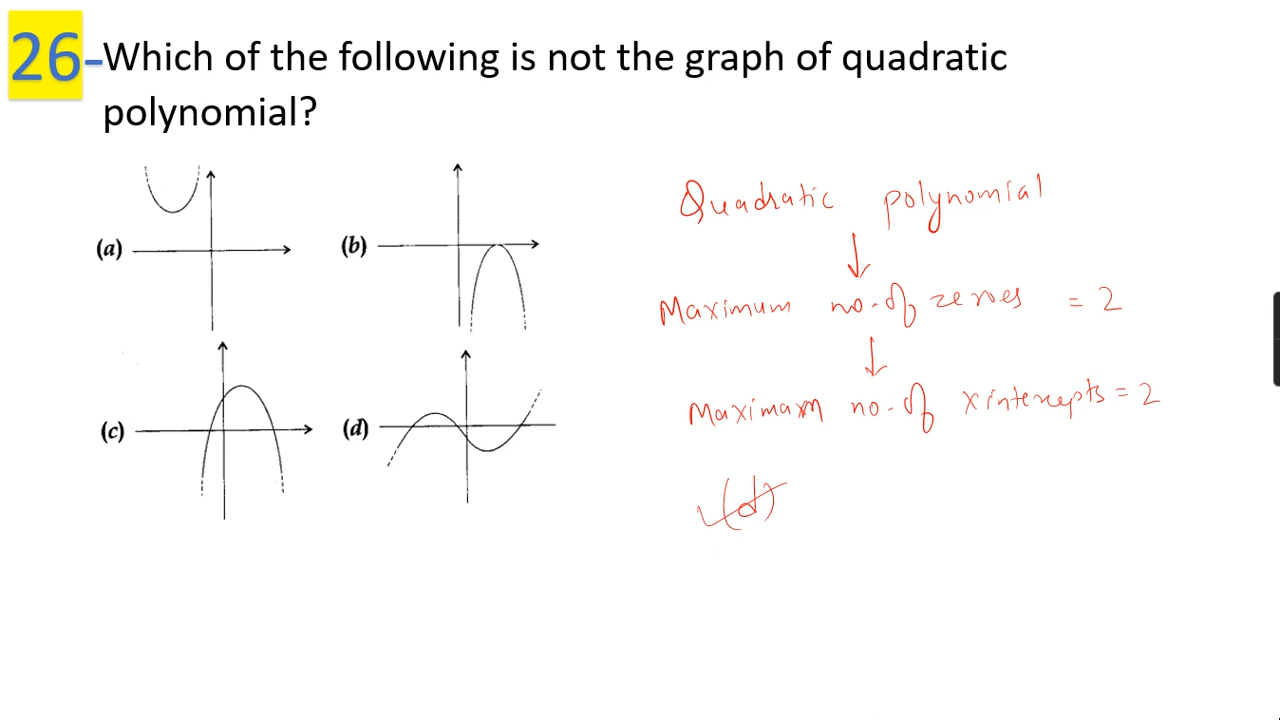 26-Which of the following is not the graph of quadratic
polynomial?
(a)
(b)
(c)
(d)
Quadratic polynomial
Maximum no. of zeroes = 2
Maximam no. of x intercepts = 2
(d)